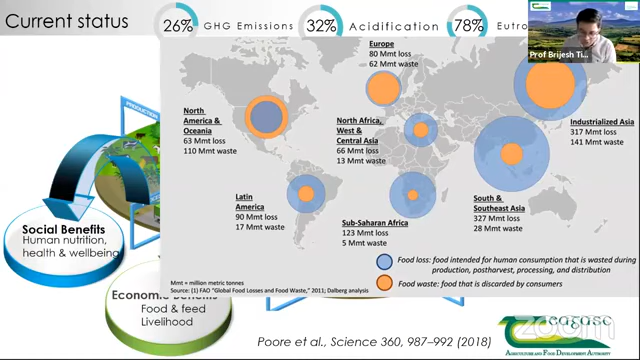 Current status
26% GHG Emissions 32% Acidification 78% Eutro
Prof Brijesh Ti...
Europe
80 Mmt loss
62 Mmt waste
North
America &
Oceania
63 Mmt loss
110 Mmt waste
North Africa,
West &
Central Asia
66 Mmt loss
13 Mmt waste
Industrialized Asia
317 Mmt loss
141 Mmt waste
Latin
America
90 Mmt loss
17 Mmt waste
Sub-Saharan Africa
123 Mmt loss
5 Mmt waste
South &
Southeast Asia
327 Mmt loss
28 Mmt waste
Food loss: food intended for human consumption that is wasted during
production, postharvest, processing, and distribution
Food waste: food that is discarded by consumers
Mmt = million metric tonnes
Source: (1) FAO "Global Food Losses and Food Waste," 2011; Dalberg analysis
PRODUCTION
Social Benefits
Human nutrition,
health & wellbeing
Economic Benefits
Food & feed
Livelihood
Poore et al., Science 360, 987–992 (2018)
teagasc
Agriculture and Food Development Authority
zoom